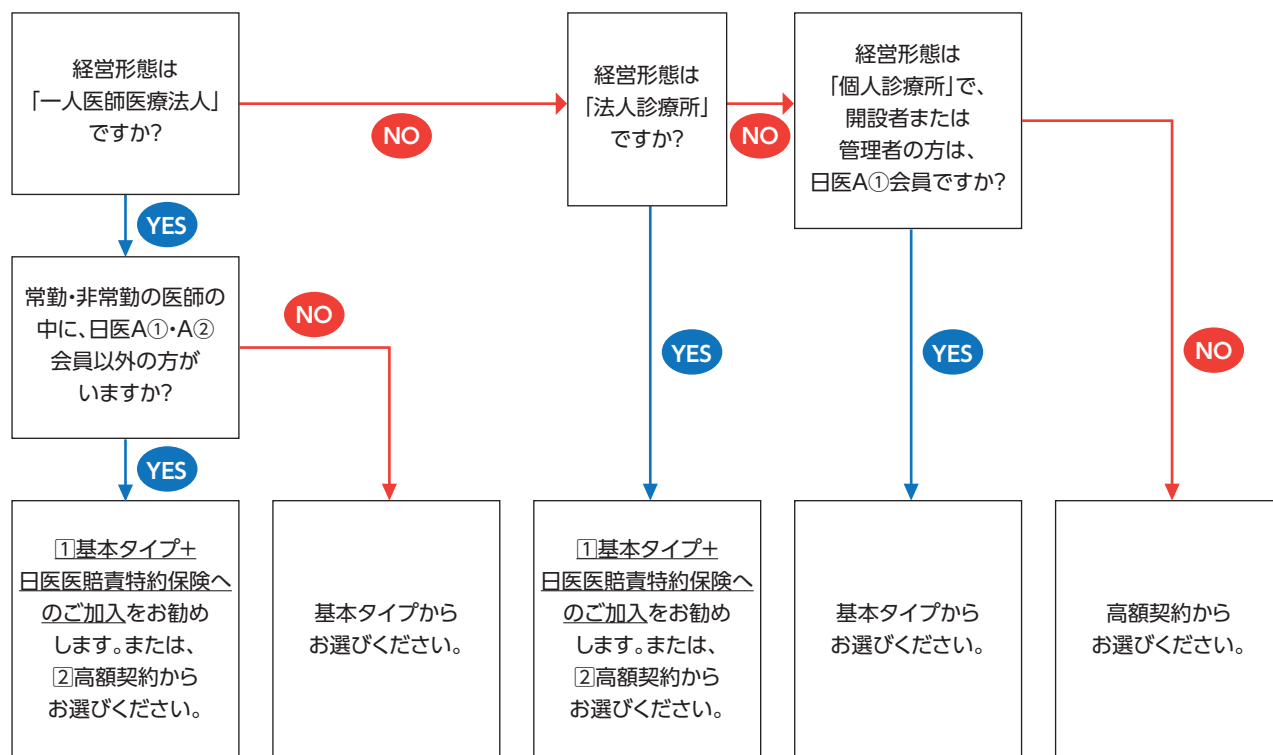 経営形態は
「一人医師医療法人」
ですか?
NO
経営形態は
「法人診療所」
ですか?
NO
経営形態は
「個人診療所」で、
開設者または
管理者の方は、
日医A①会員ですか?
YES
常勤・非常勤の医師の
中に、日医A①・A②
会員以外の方が
いますか?
NO
YES
YES
NO
YES
1基本タイプ+
日医医賠責特約保険へ
のご加入をお勧め
します。または、
2高額契約から
お選びください。
基本タイプから
お選びください。
1基本タイプ+
日医医賠責特約保険へ
のご加入をお勧め
します。または、
2高額契約から
お選びください。
基本タイプから
お選びください。
高額契約から
お選びください。